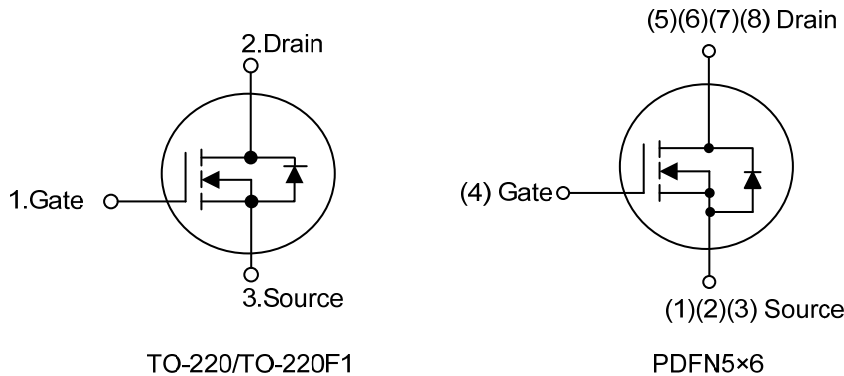 2.Drain
1.Gate
3.Source
TO-220/TO-220F1
(5)(6)(7)(8) Drain
(4) Gate
(1)(2)(3) Source
PDFN5×6